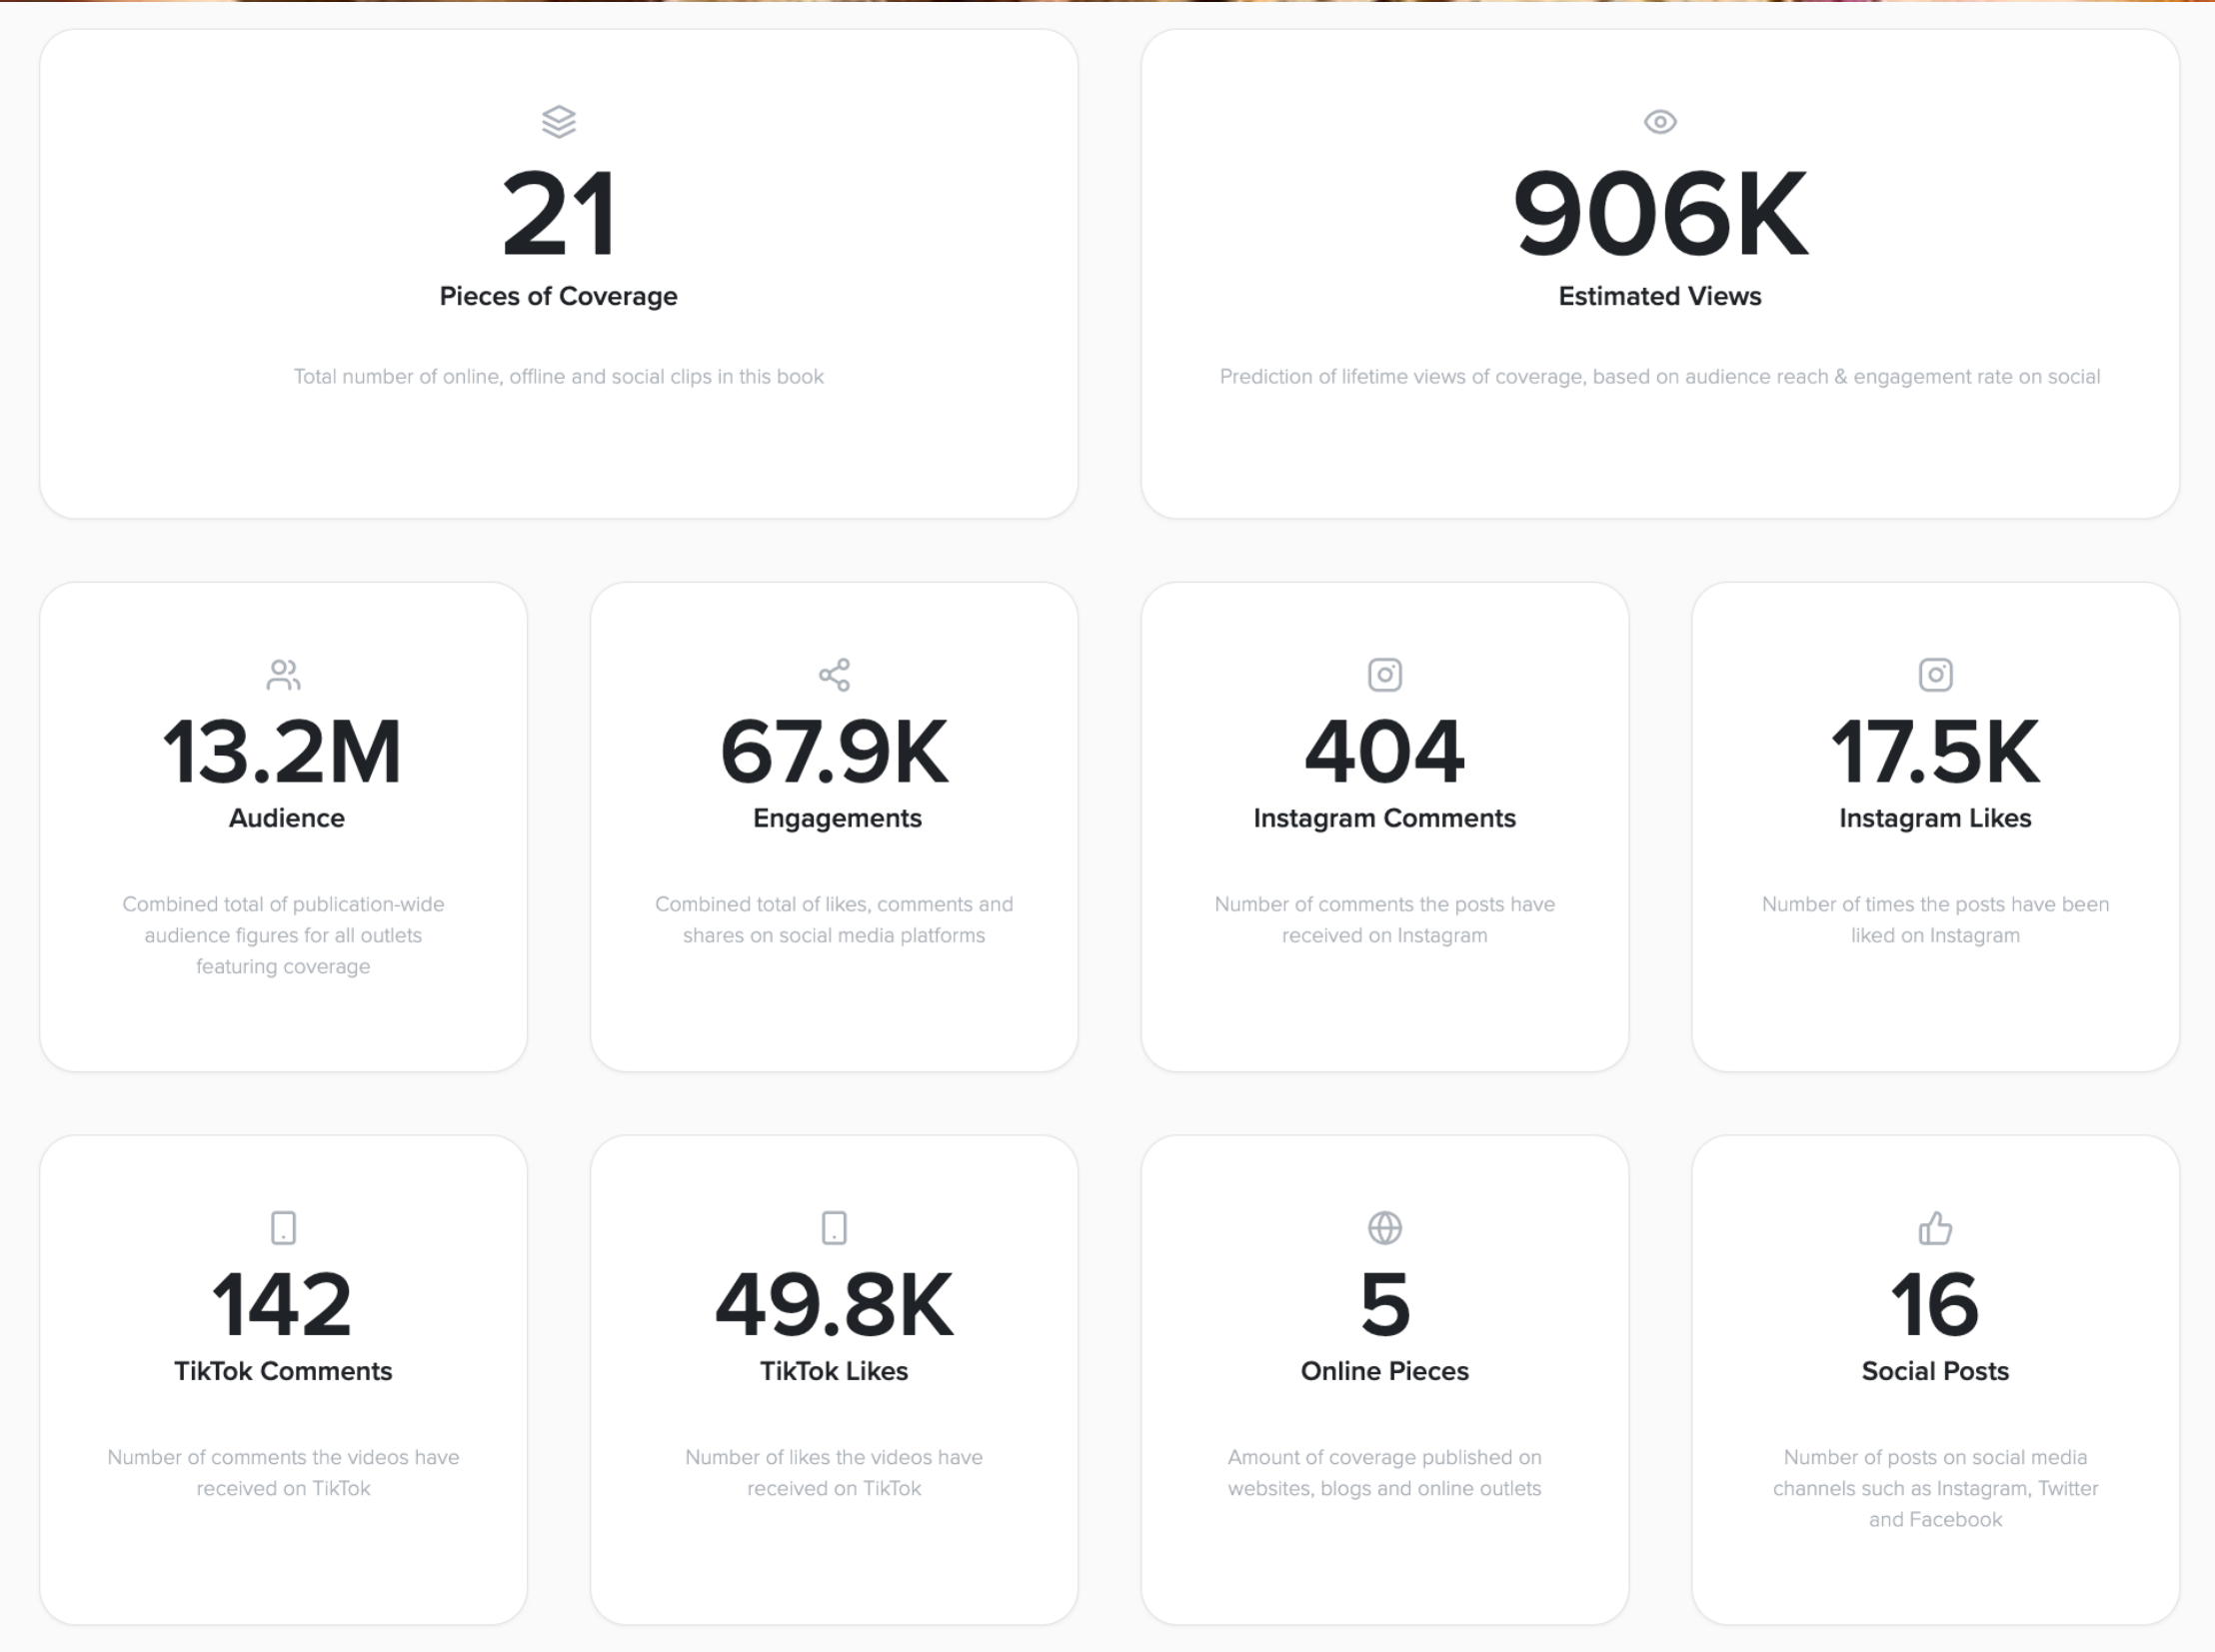 21
Pieces of Coverage
Total number of online, offline and social clips in this book
906K
Estimated Views
Prediction of lifetime views of coverage, based on audience reach & engagement rate on social
13.2M
Audience
Combined total of publication-wide
audience figures for all outlets
featuring coverage
67.9K
Engagements
Combined total of likes, comments and
shares on social media platforms
404
Instagram Comments
Number of comments the posts have
received on Instagram
17.5K
Instagram Likes
Number of times the posts have been
liked on Instagram
142
TikTok Comments
Number of comments the videos have
received on TikTok
49.8K
TikTok Likes
Number of likes the videos have
received on TikTok
5
Online Pieces
Amount of coverage published on
websites, blogs and online outlets
16
Social Posts
Number of posts on social media
channels such as Instagram, Twitter
and Facebook